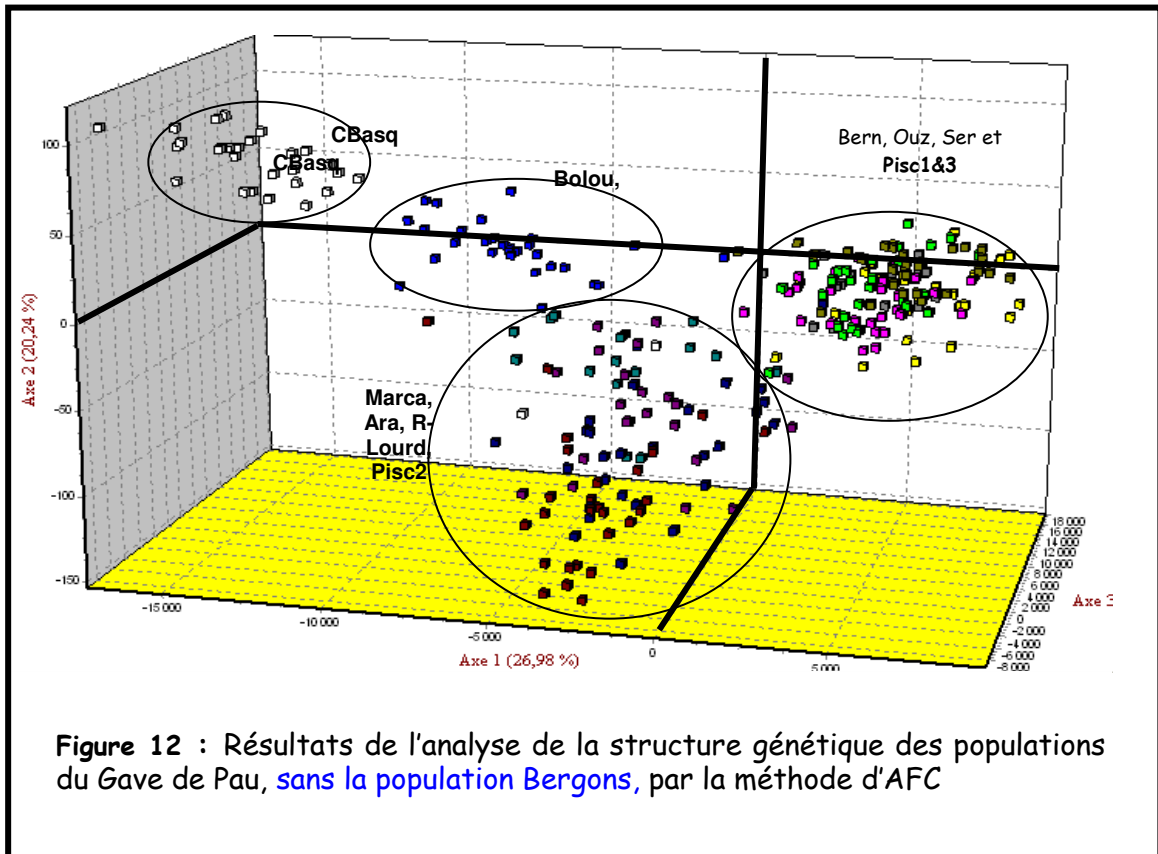 CBasq
CBasq
Bolou,
Bern, Ouz, Ser et
Pisc1&3
Marca,
Ara, R-
Lourd,
Pisc2
Axe 2 (20,24 %)
100
50
0
-50
-100
-150
-15 000
-10 000
-5 000
0
5 000
Axe 1 (26,98 %)
18 000
16 000
14 000
12 000
10 000
8 000
6 000
4 000
2 000
0
-2 000
-4 000
-6 000
-8 000
Axe 3
Figure 12 : Résultats de l'analyse de la structure génétique des populations
du Gave de Pau, sans la population Bergons, par la méthode d'AFC